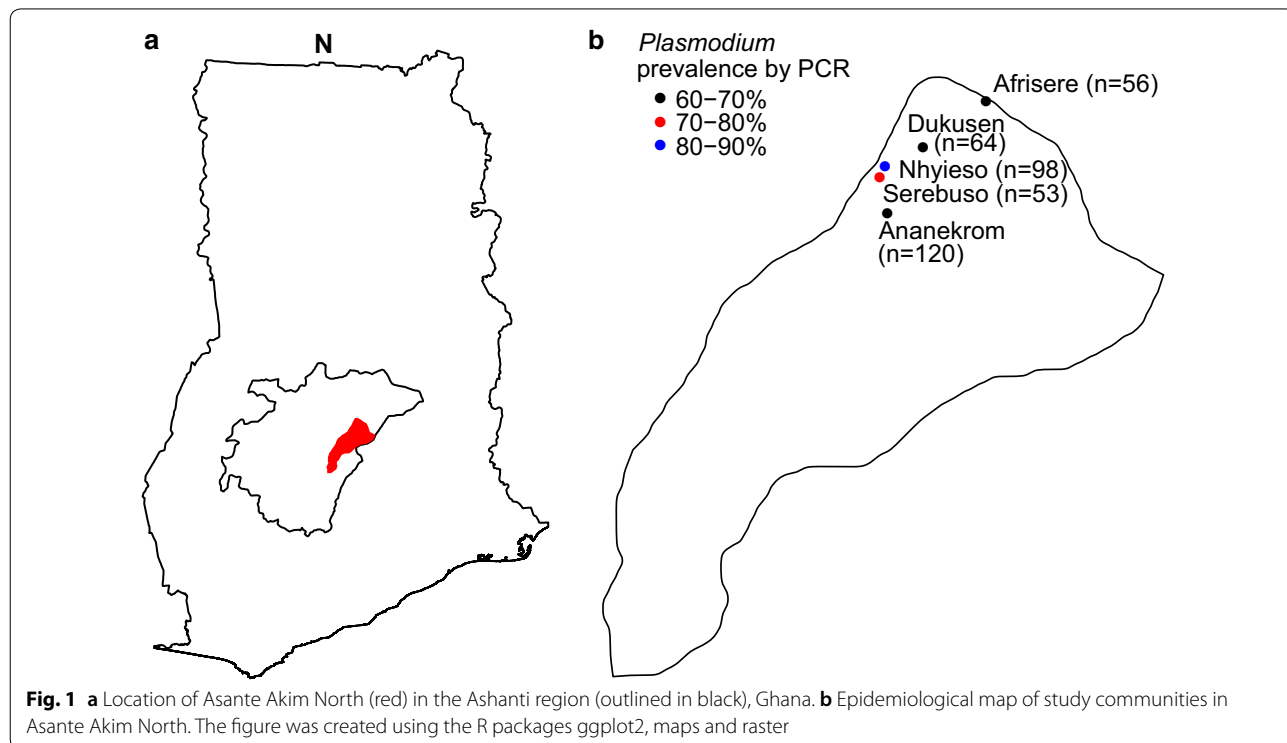 a
N
b
Plasmodium
prevalence by PCR
60−70%
70−80%
80−90%
Afrisere (n=56)
Dukusen
(n=64)
Nhyieso (n=98)
Serebuso (n=53)
Ananekrom
(n=120)
Fig. 1 a Location of Asante Akim North (red) in the Ashanti region (outlined in black), Ghana. b Epidemiological map of study communities in
Asante Akim North. The figure was created using the R packages ggplot2, maps and raster